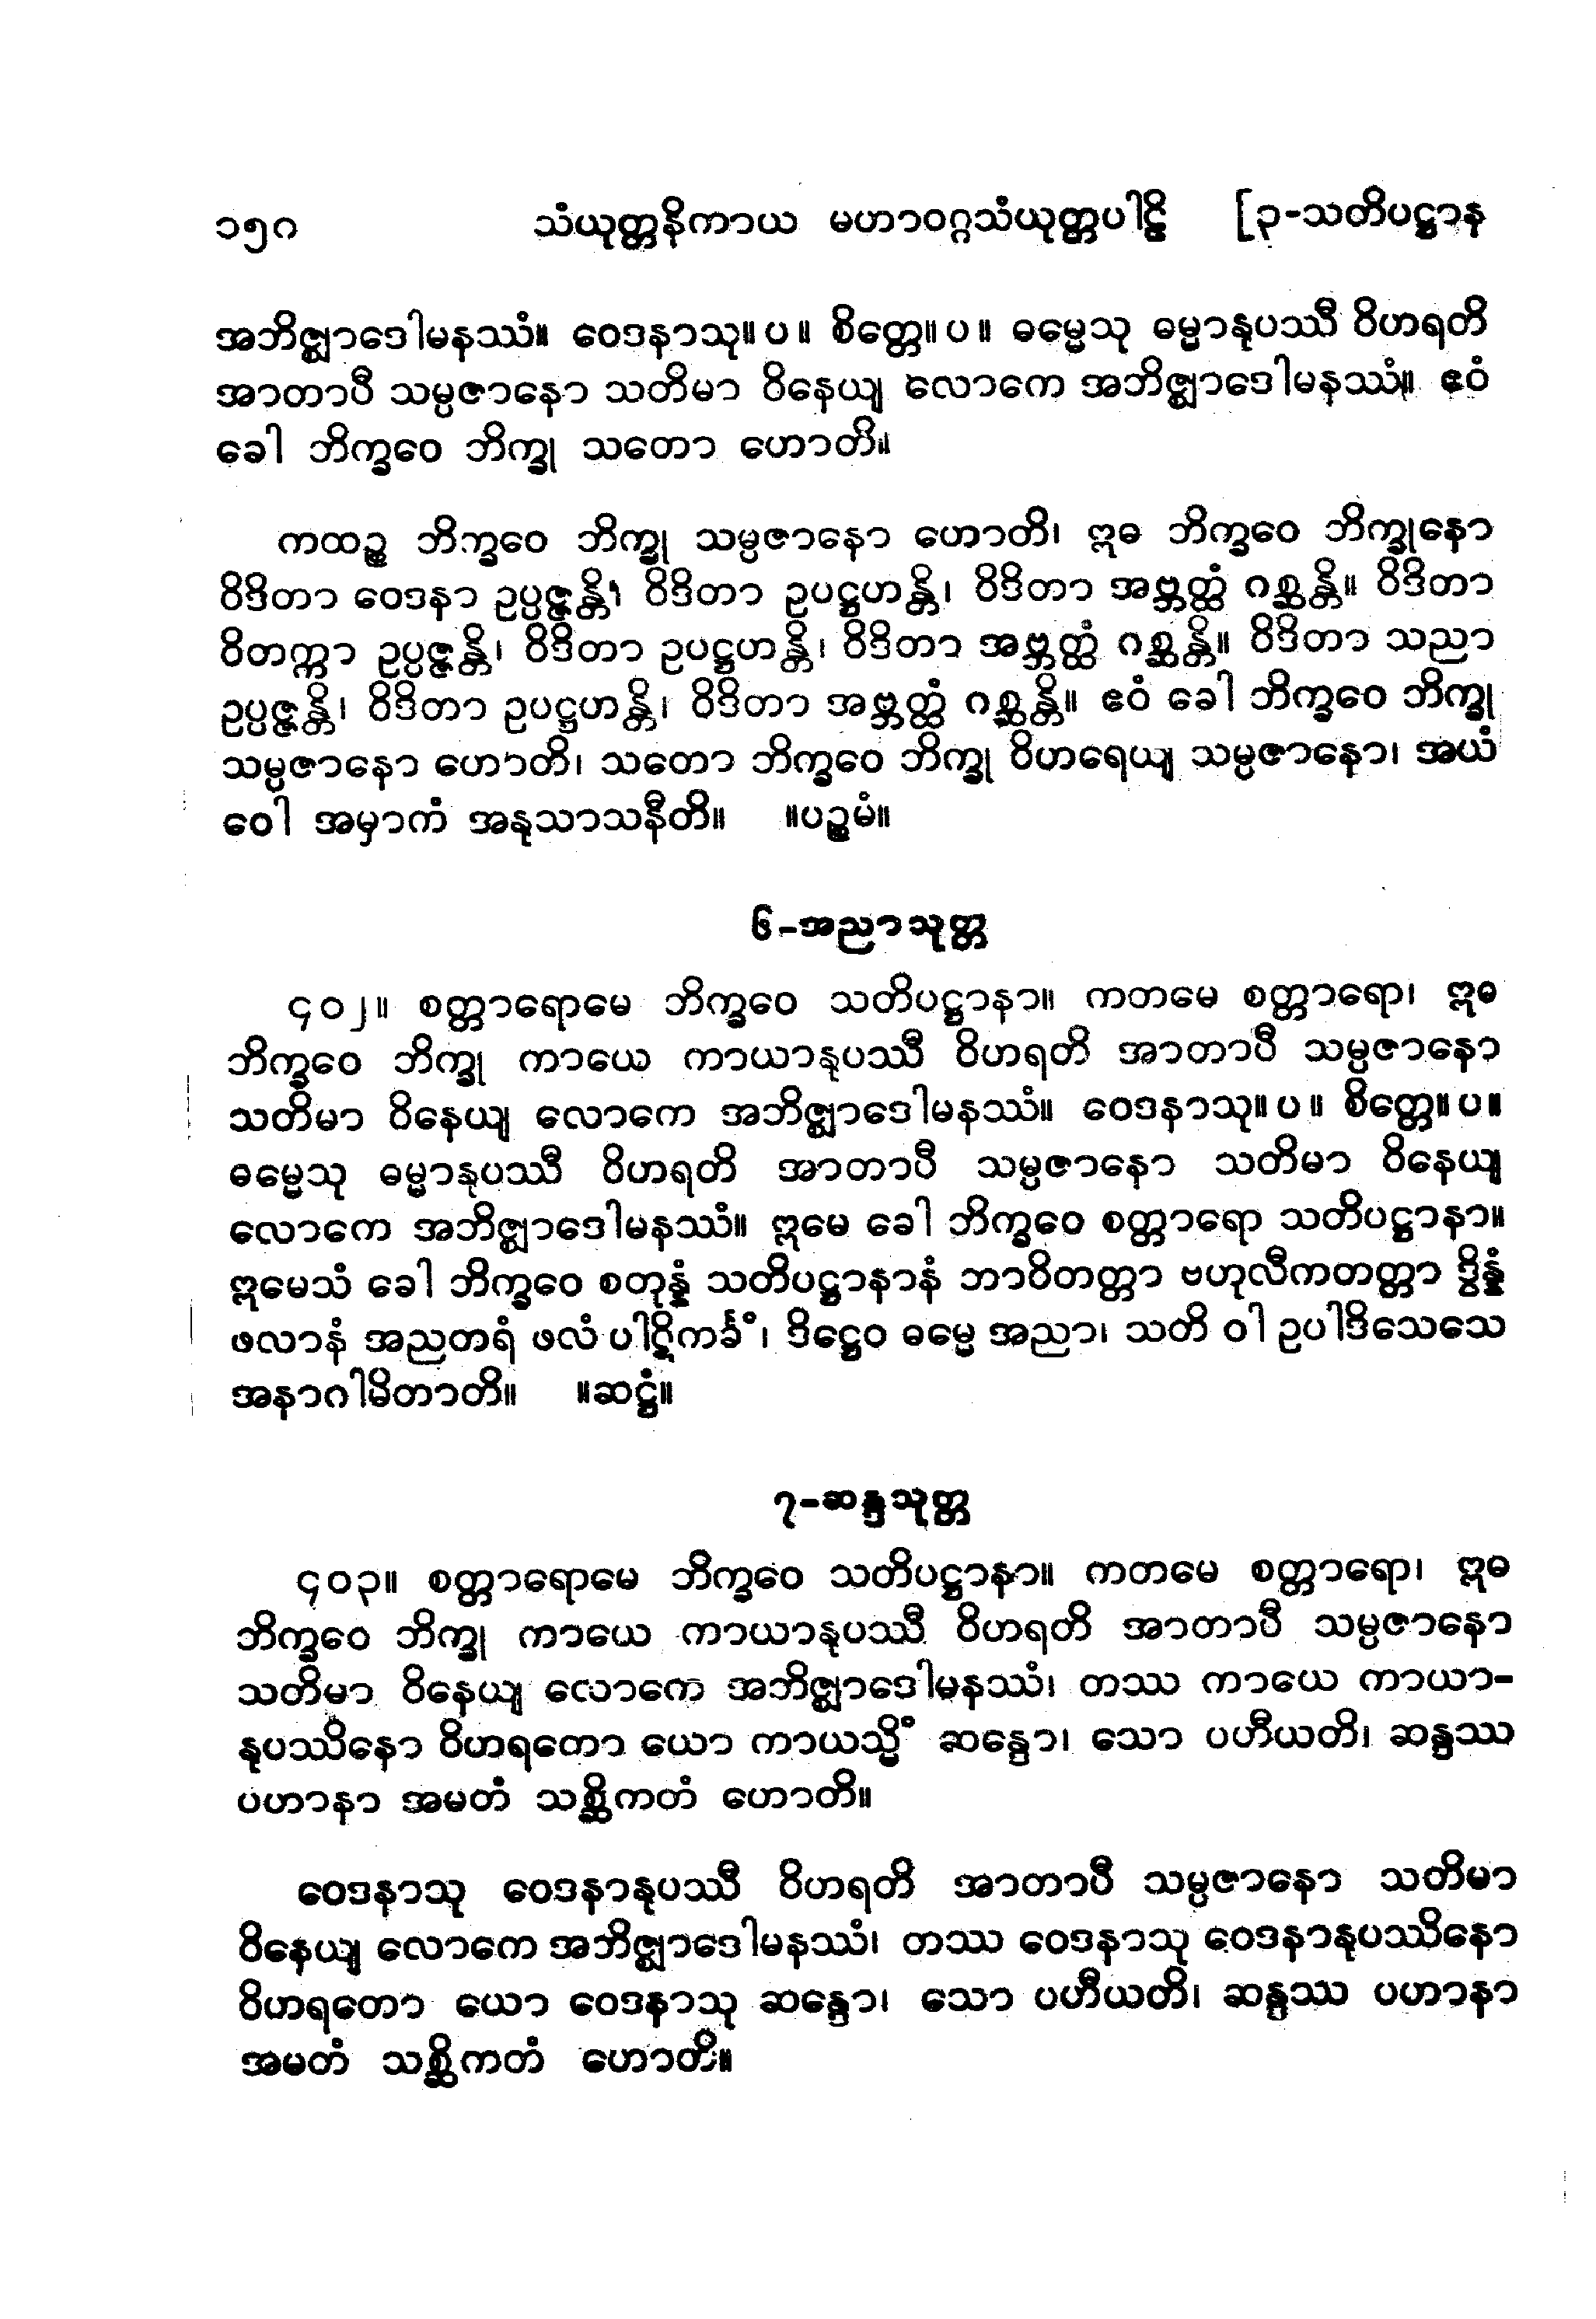 ၁၅၈ သံယုတ္တနိကာယ မဟာဝဂ္ဂသံယုတ္တပါဠိ [၃-သတိပဋ္ဌာန
အဘိဇ္ဈာဒေါမနဿံ။ ဝေဒနာသု။ပ။ စိတ္တေ။ပ။ ဓမ္မေသု ဓမ္မာနုပဿီ ဝိဟရတိ
အာတာပီ သမ္ပဇာနော သတိမာ ဝိနေယျ လောကေ အဘိဇ္ဈာဒေါမနဿံ။ ဧဝံ
ခေါ ဘိက္ခဝေ ဘိက္ခု သတော ဟောတိ။
ကထဉ္စ ဘိက္ခဝေ ဘိက္ခု သမ္ပဇာနော ဟောတိ၊ ဣဓ ဘိက္ခဝေ ဘိက္ခုနော
ဝိဒိတာ ဝေဒနာ ဥပ္ပဇ္ဇန္တိ၊ ဝိဒိတာ ဥပဋ္ဌဟန္တိ၊ ဝိဒိတာ အဗ္ဘတ္ထံ ဂစ္ဆန္တိ။ ဝိဒိတာ
ဝိတက္ကာ ဥပ္ပဇ္ဇန္တိ၊ ဝိဒိတာ ဥပဋ္ဌဟန္တိ၊ ဝိဒိတာ အဗ္ဘတ္ထံ ဂစ္ဆန္တိ။ ဝိဒိတာ သညာ
ဥပ္ပဇ္ဇန္တိ၊ ဝိဒိတာ ဥပဋ္ဌဟန္တိ၊ ဝိဒိတာ အဗ္ဘတ္ထံ ဂစ္ဆန္တိ။ ဧဝံ ခေါ ဘိက္ခဝေ ဘိက္ခု
သမ္ပဇာနော ဟောတိ၊ သတော ဘိက္ခဝေ ဘိက္ခု ဝိဟရေယျ သမ္ပဇာနော၊ အယံ
ဝေါ အမှာကံ အနုသာသနီတိ။ ။ပဉ္စမံ။
၆-အညာသုတ္တ
၄၀၂။ စတ္တာရောမေ ဘိက္ခဝေ သတိပဋ္ဌာနာ။ ကတမေ စတ္တာရော၊ ဣဓ
ဘိက္ခဝေ ဘိက္ခု ကာယေ ကာယာနုပဿီ ဝိဟရတိ အာတာပီ သမ္ပဇာနော
သတိမာ ဝိနေယျ လောကေ အဘိဇ္ဈာဒေါမနဿံ။ ဝေဒနာသု။ပ။ စိတ္တေ။ပ။
ဓမ္မေသု ဓမ္မာနုပဿီ ဝိဟရတိ အာတာပီ သမ္ပဇာနော သတိမာ ဝိနေယျ
လောကေ အဘိဇ္ဈာဒေါမနဿံ။ ဣမေ ခေါ ဘိက္ခဝေ စတ္တာရော သတိပဋ္ဌာနာ။
ဣမေသံ ခေါ ဘိက္ခဝေ စတုန္နံ သတိပဋ္ဌာနာနံ ဘာဝိတတ္တာ ဗဟုလီကတတ္တာ ဒွိန္နံ
ဖလာနံ အညတရံ ဖလံ ပါဋိကင်္ခံ၊ ဒိဋ္ဌေဝ ဓမ္မေ အညာ၊ သတိ ဝါ ဥပါဒိသေသေ
အနာဂါမိတာတိ။ ။ဆဋ္ဌံ။
၇-ဆန္ဒသုတ္တ
၄၀၃။ စတ္တာရောမေ ဘိက္ခဝေ သတိပဋ္ဌာနာ။ ကတမေ စတ္တာရော၊ ဣဓ
ဘိက္ခဝေ ဘိက္ခု ကာယေ ကာယာနုပဿီ ဝိဟရတိ အာတာပီ သမ္ပဇာနော
သတိမာ ဝိနေယျ လောကေ အဘိဇ္ဈာဒေါမနဿံ၊ တဿ ကာယေ ကာယာ-
နုပဿိနော ဝိဟရတော ယော ကာယသ္မိံ ဆန္ဒော၊ သော ပဟီယတိ၊ ဆန္ဒဿ
ပဟာနာ အမတံ သစ္ဆိကတံ ဟောတိ။
ဝေဒနာသု ဝေဒနာနုပဿီ ဝိဟရတိ အာတာပီ သမ္ပဇာနော သတိမာ
ဝိနေယျ လောကေ အဘိဇ္ဈာဒေါမနဿံ၊ တဿ ဝေဒနာသု ဝေဒနာနုပဿိနော
ဝိဟရတော ယော ဝေဒနာသု ဆန္ဒော၊ သော ပဟီယတိ၊ ဆန္ဒဿ ပဟာနာ
အမတံ သစ္ဆိကတံ ဟောတိ။